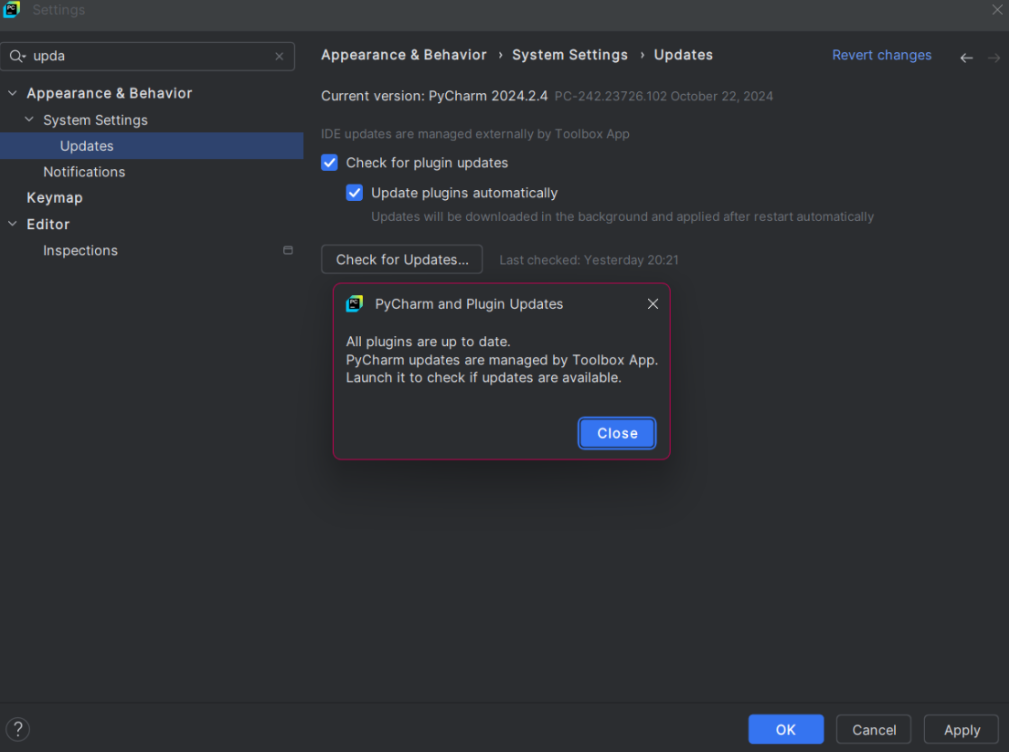 Settings
upda
Appearance & Behavior
System Settings
Updates
Notifications
Keymap
Editor
Inspections
Appearance & Behavior › System Settings › Updates
Revert changes
Current version: PyCharm 2024.2.4 PC-242.23726.102 October 22, 2024
IDE updates are managed externally by Toolbox App
Check for plugin updates
Update plugins automatically
Updates will be downloaded in the background and applied after restart automatically
Check for Updates... Last checked: Yesterday 20:21
PyCharm and Plugin Updates
All plugins are up to date.
PyCharm updates are managed by Toolbox App.
Launch it to check if updates are available.
Close
?
OK Cancel Apply